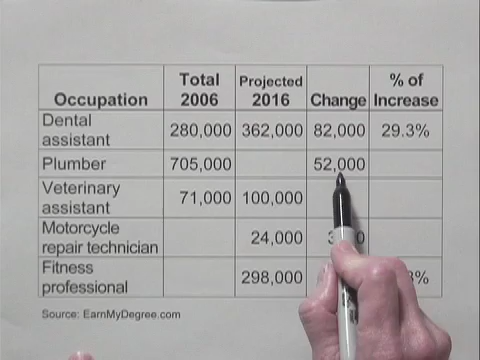 Occupation Total 2006 Projected 2016 Change % of Increase
Dental assistant 280,000 362,000 82,000 29.3%
Plumber 705,000 52,000
Veterinary assistant 71,000 100,000
Motorcycle repair technician 24,000
Fitness professional 298,000
Source: EarnMyDegree.com